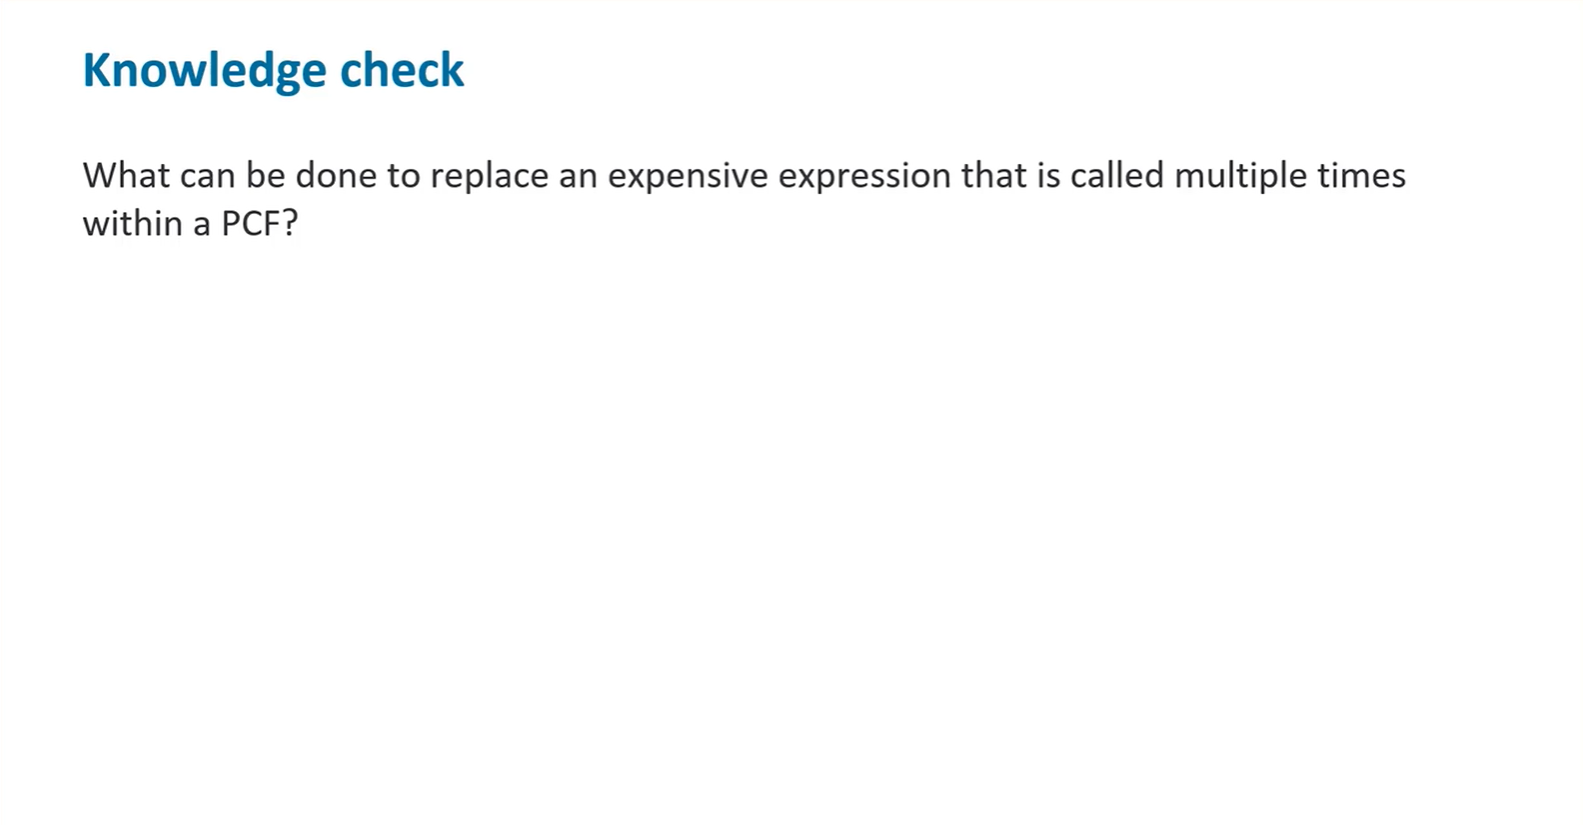 Knowledge check
What can be done to replace an expensive expression that is called multiple times
within a PCF?